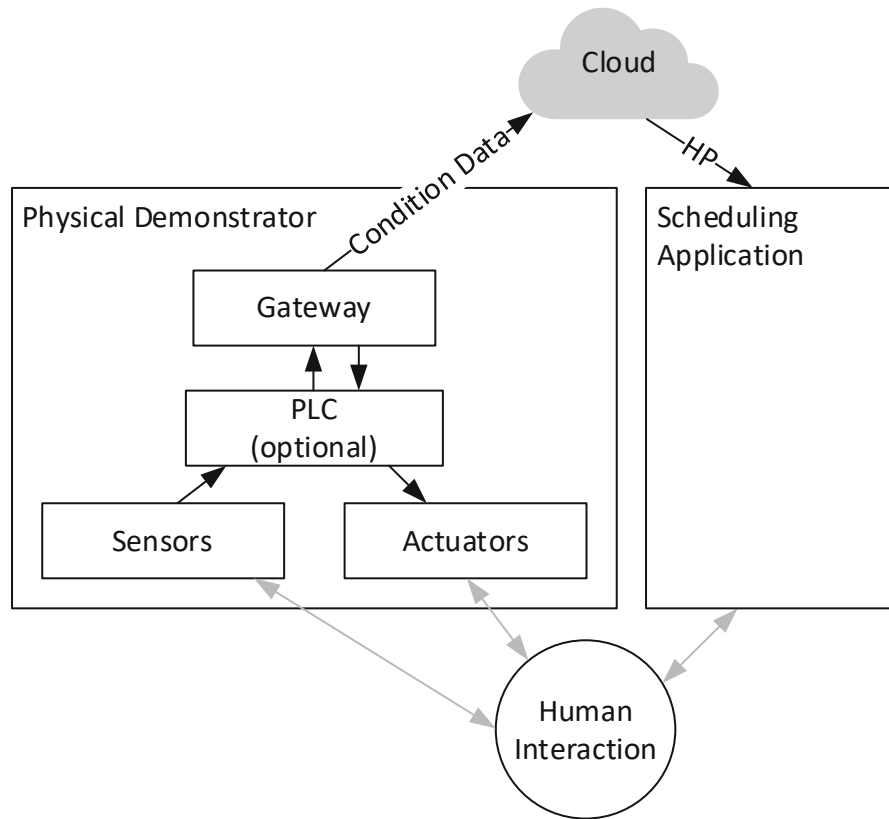 Cloud
Condition Data
HP
Physical Demonstrator
Scheduling
Application
Gateway
PLC
(optional)
Sensors
Actuators
Human
Interaction